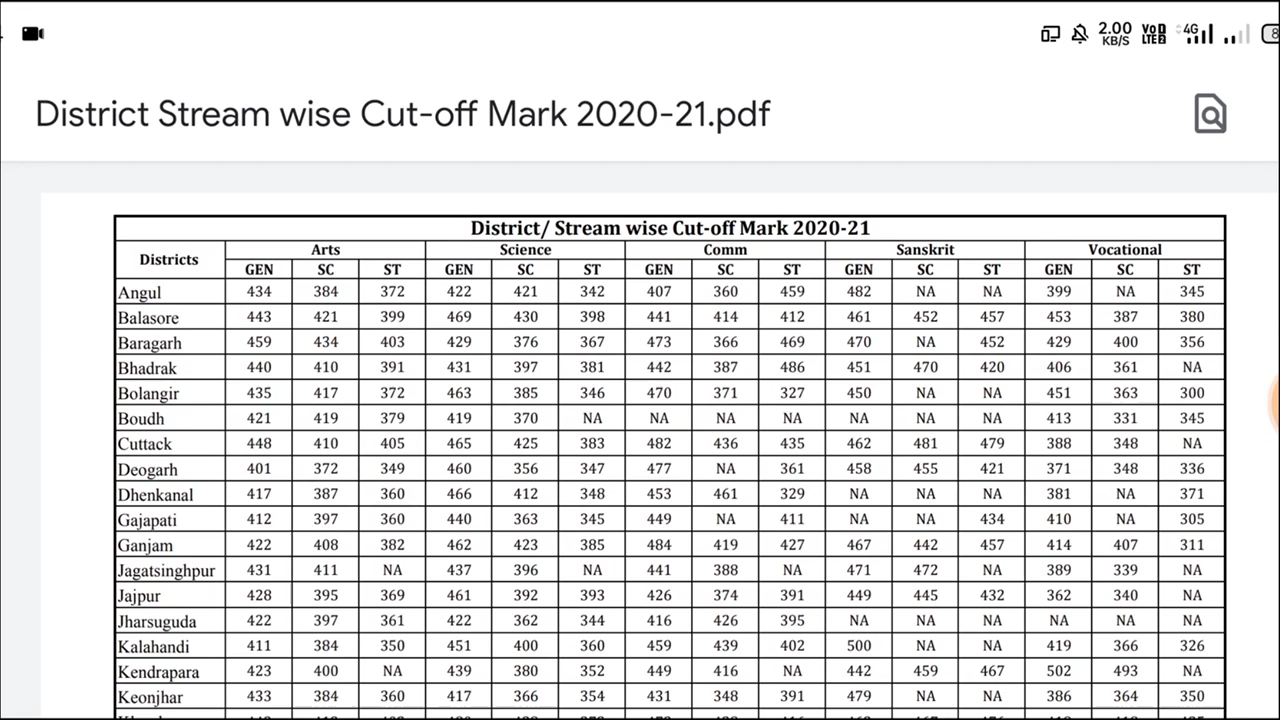 2.00
KB/S
VoD
LTE2
4G
8
District Stream wise Cut-off Mark 2020-21.pdf
District/ Stream wise Cut-off Mark 2020-21
Districts Arts Science Comm Sanskrit Vocational
GEN SC ST GEN SC ST GEN SC ST GEN SC ST GEN SC ST
Angul 434 384 372 422 421 342 407 360 459 482 NA NA 399 NA 345
Balasore 443 421 399 469 430 398 441 414 412 461 452 457 453 387 380
Baragarh 459 434 403 429 376 367 473 366 469 470 NA 452 429 400 356
Bhadrak 440 410 391 431 397 381 442 387 486 451 470 420 406 361 NA
Bolangir 435 417 372 463 385 346 470 371 327 450 NA NA 451 363 300
Boudh 421 419 379 419 370 NA NA NA NA NA NA NA 413 331 345
Cuttack 448 410 405 465 425 383 482 436 435 462 481 479 388 348 NA
Deogarh 401 372 349 460 356 347 477 NA 361 458 455 421 371 348 336
Dhenkanal 417 387 360 466 412 348 453 461 329 NA NA NA 381 NA 371
Gajapati 412 397 360 440 363 345 449 NA 411 NA NA 434 410 NA 305
Ganjam 422 408 382 462 423 385 484 419 427 467 442 457 414 407 311
Jagatsinghpur 431 411 NA 437 396 NA 441 388 NA 471 472 NA 389 339 NA
Jajpur 428 395 369 461 392 393 426 374 391 449 445 432 362 340 NA
Jharsuguda 422 397 361 422 362 344 416 426 395 NA NA NA NA NA NA
Kalahandi 411 384 350 451 400 360 459 439 402 500 NA NA 419 366 326
Kendrapara 423 400 NA 439 380 352 449 416 NA 442 459 467 502 493 NA
Keonjhar 433 384 360 417 366 354 431 348 391 479 NA NA 386 364 350